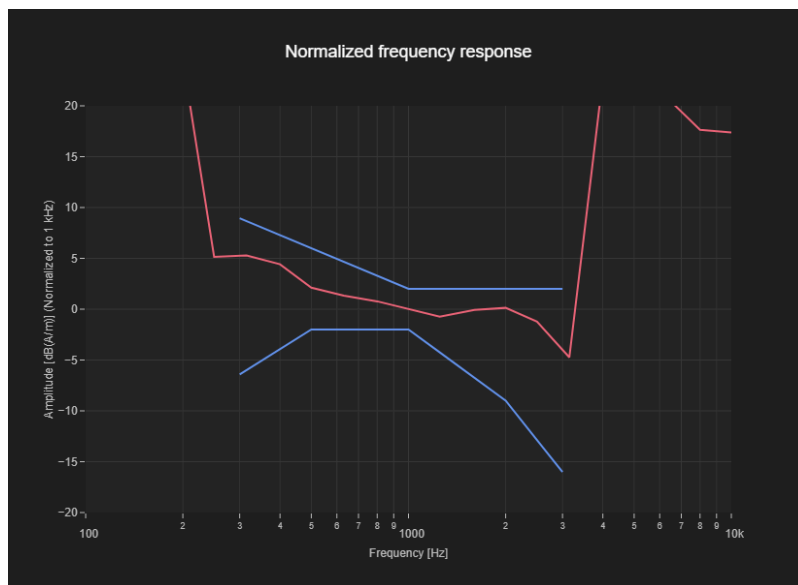 Normalized frequency response
Amplitude [dB(A/m)] (Normalized to 1 kHz)
20
15
10
5
0
−5
−10
−15
−20
100 2 3 4 5 6 7 8 9 1000 2 3 4 5 6 7 8 9 10k
Frequency [Hz]